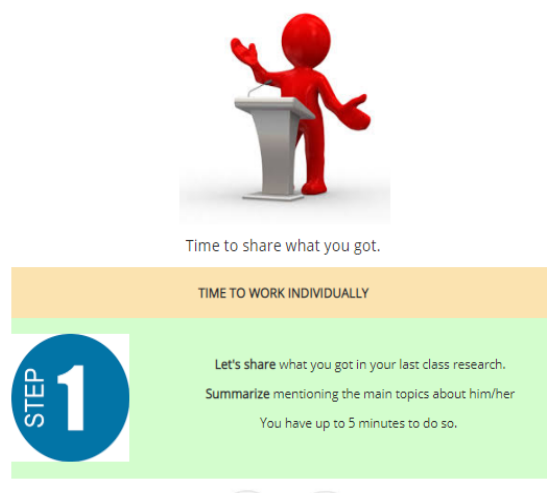 Time to share what you got.
TIME TO WORK INDIVIDUALLY
STEP 1
Let's share what you got in your last class research.
Summarize mentioning the main topics about him/her
You have up to 5 minutes to do so.